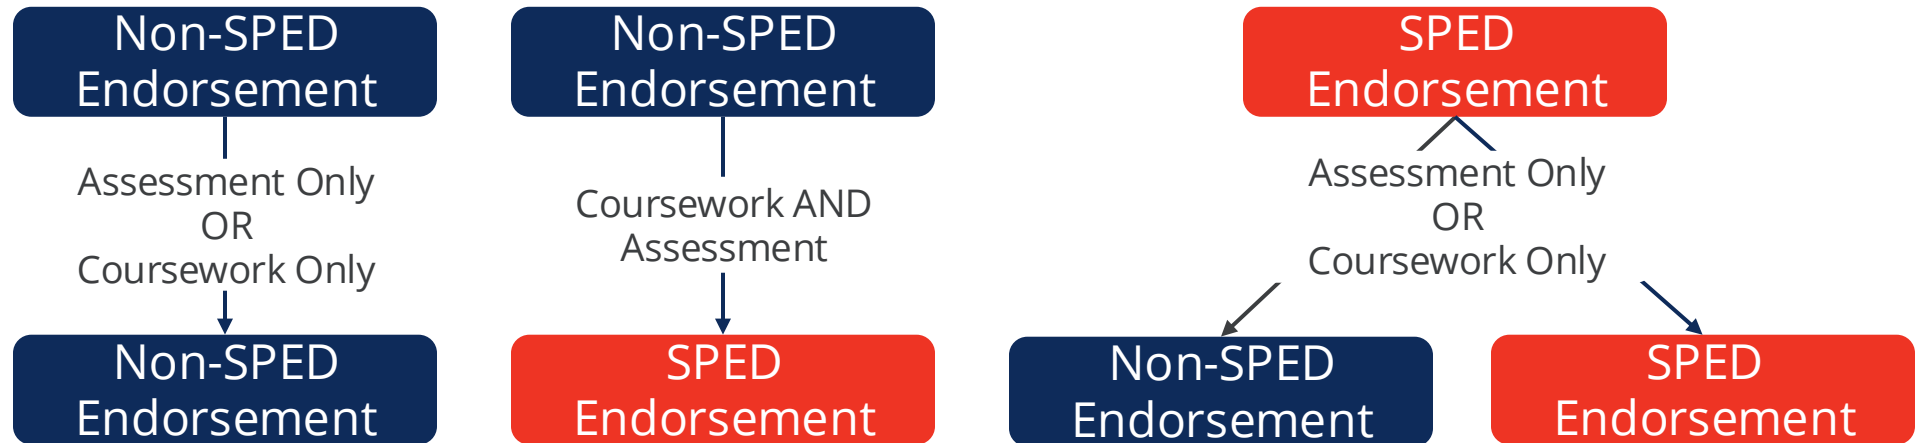 Non-SPED
Endorsement
Assessment Only
OR
Coursework Only
Non-SPED
Endorsement
Non-SPED
Endorsement
Coursework AND
Assessment
SPED
Endorsement
SPED
Endorsement
Assessment Only
OR
Coursework Only
Non-SPED
Endorsement
SPED
Endorsement